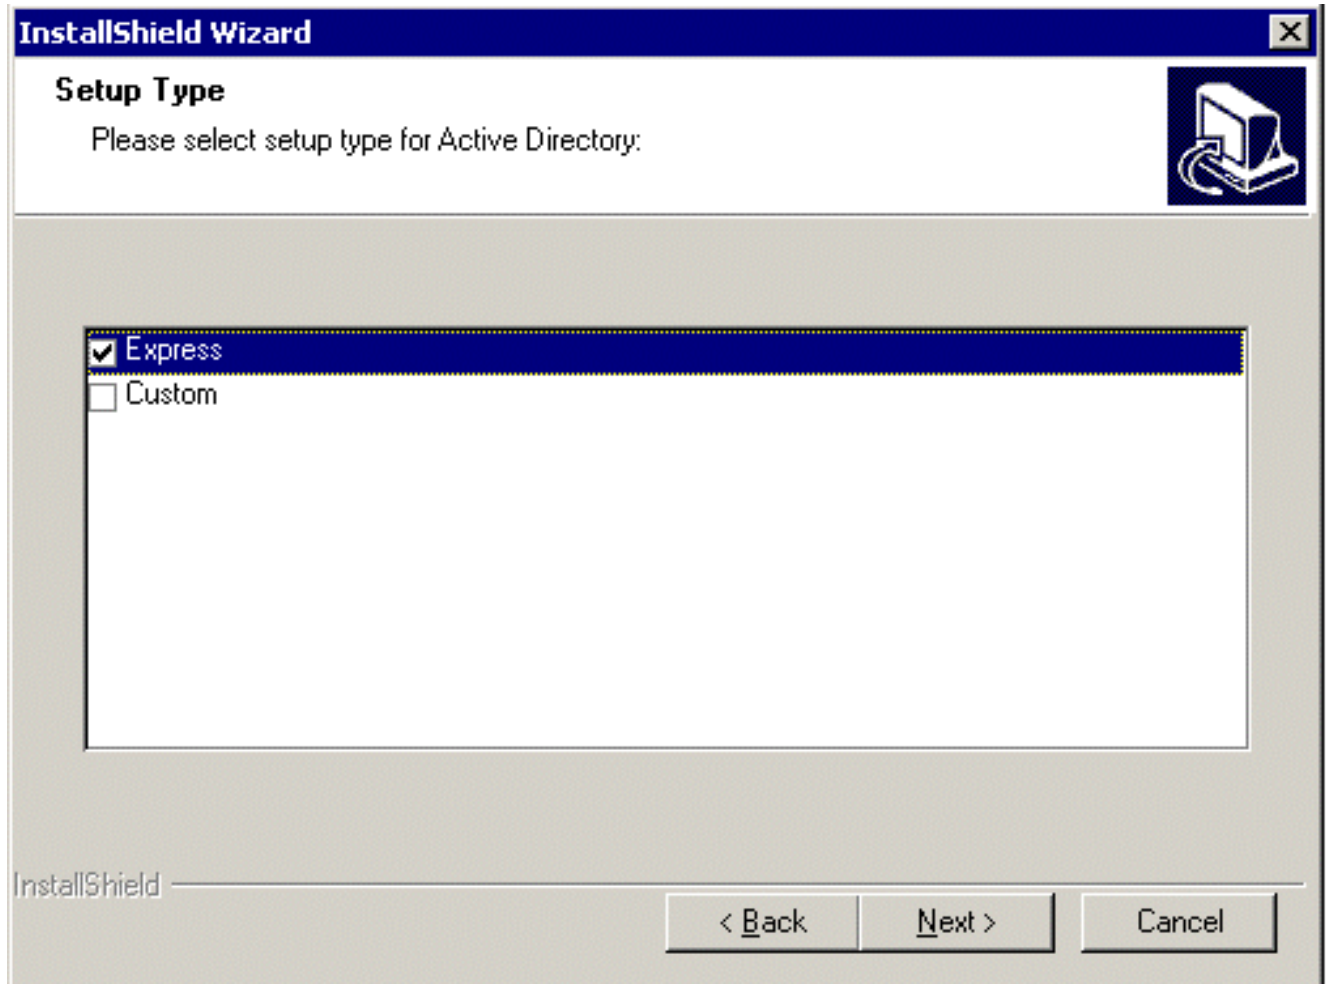 InstallShield Wizard
Setup Type
Please select setup type for Active Directory:
Express
Custom
InstallShield
< Back
Next >
Cancel